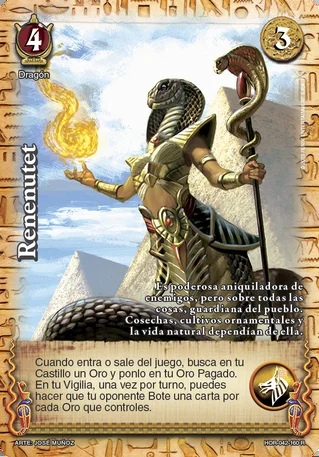 4
3
Dragón
Renenutet
Es poderosa aniquiladora de
enemigos, pero sobre todas las
cosas, guardiana del pueblo.
Cosechas, cultivos ornamentales y
la vida natural dependían de ella.
Cuando entra o sale del juego, busca en tu
Castillo un Oro y ponlo en tu Oro Pagado.
En tu Vigilia, una vez por turno, puedes
hacer que tu oponente Bote una carta por
cada Oro que controles.
ARTE: JOSÉ MUÑOZ
HDR-042-160 R